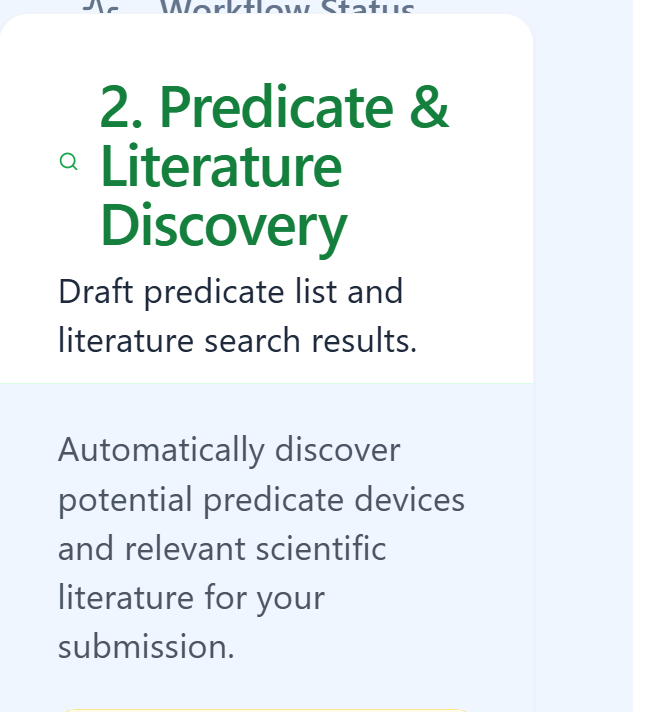 Workflow Status
2. Predicate &
Literature
Discovery
Draft predicate list and
literature search results.
Automatically discover
potential predicate devices
and relevant scientific
literature for your
submission.